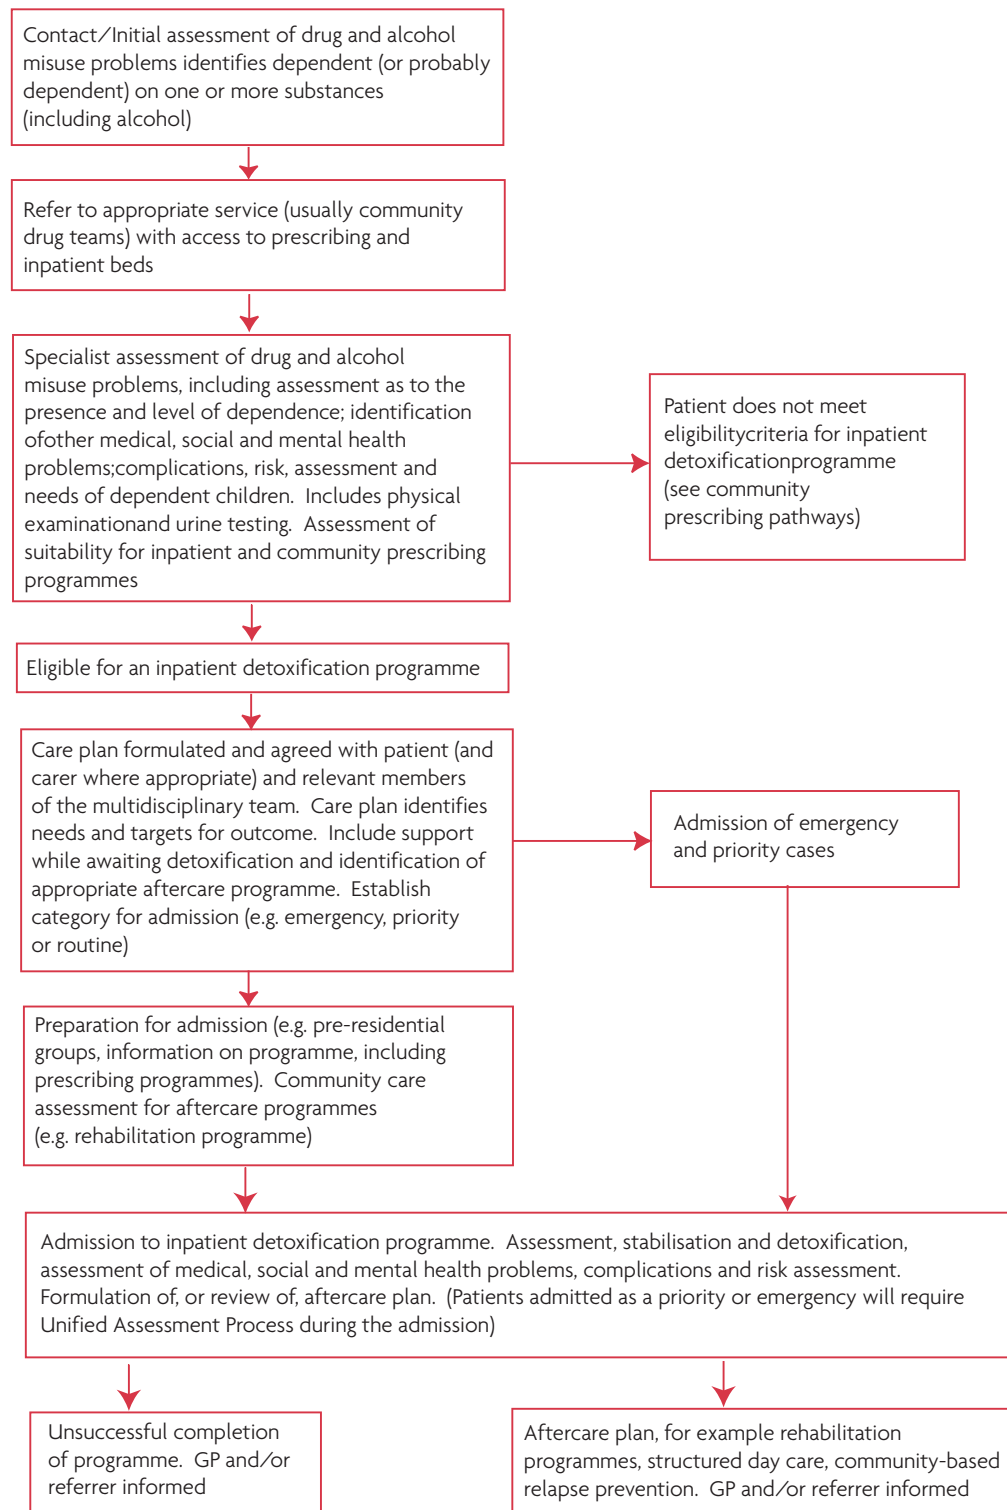 Contact/Initial assessment of drug and alcohol
misuse problems identifies dependent (or probably
dependent) on one or more substances
(including alcohol)
Refer to appropriate service (usually community
drug teams) with access to prescribing and
inpatient beds
Specialist assessment of drug and alcohol
misuse problems, including assessment as to the
presence and level of dependence; identification
ofother medical, social and mental health
problems;complications, risk, assessment and
needs of dependent children.  Includes physical
examinationand urine testing.  Assessment of
suitability for inpatient and community prescribing
programmes
Patient does not meet
eligibilitycriteria for inpatient
detoxificationprogramme
(see community
prescribing pathways)
Eligible for an inpatient detoxification programme
Care plan formulated and agreed with patient (and
carer where appropriate) and relevant members
of the multidisciplinary team.  Care plan identifies
needs and targets for outcome.  Include support
while awaiting detoxification and identification of
appropriate aftercare programme.  Establish
category for admission (e.g. emergency, priority
or routine)
Admission of emergency
and priority cases
Preparation for admission (e.g. pre-residential
groups, information on programme, including
prescribing programmes).  Community care
assessment for aftercare programmes
(e.g. rehabilitation programme)
Admission to inpatient detoxification programme.  Assessment, stabilisation and detoxification,
assessment of medical, social and mental health problems, complications and risk assessment.
Formulation of, or review of, aftercare plan.  (Patients admitted as a priority or emergency will require
Unified Assessment Process during the admission)
Unsuccessful completion
of programme.  GP and/or
referrer informed
Aftercare plan, for example rehabilitation
programmes, structured day care, community-based
relapse prevention.  GP and/or referrer informed